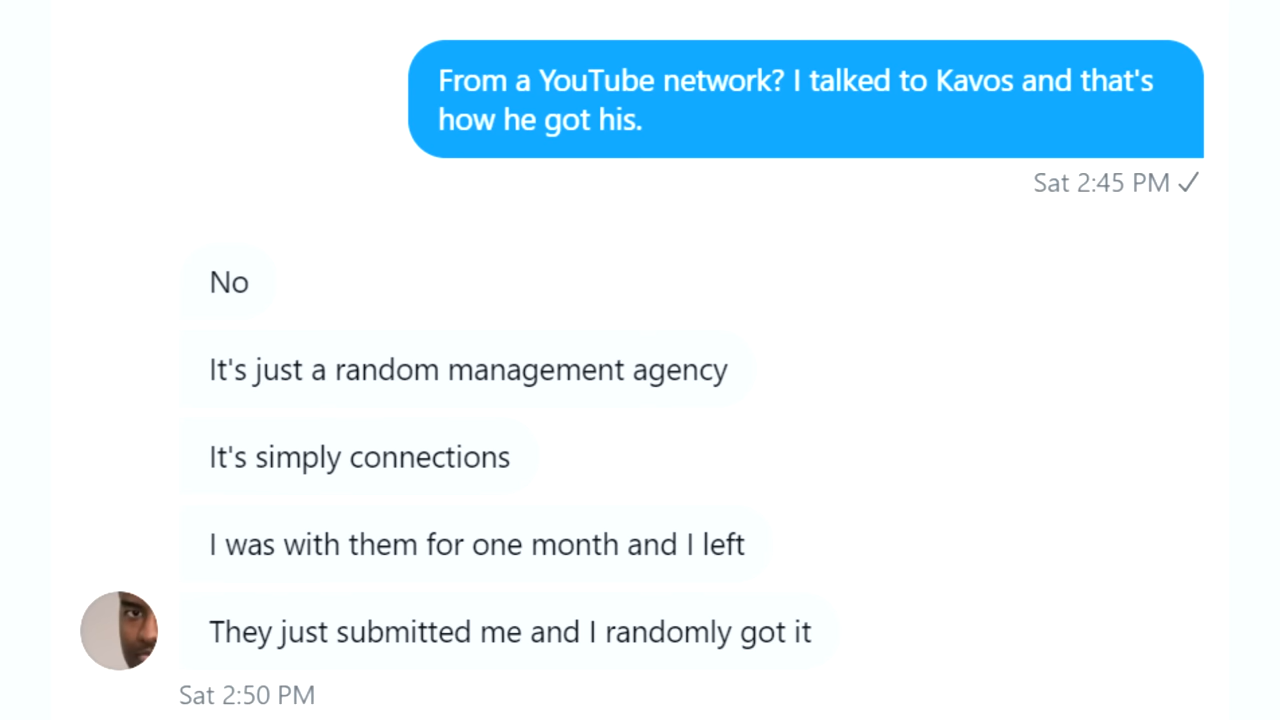 From a YouTube network? I talked to Kavos and that's
how he got his.
Sat 2:45 PM ✓
No
It's just a random management agency
It's simply connections
I was with them for one month and I left
They just submitted me and I randomly got it
Sat 2:50 PM